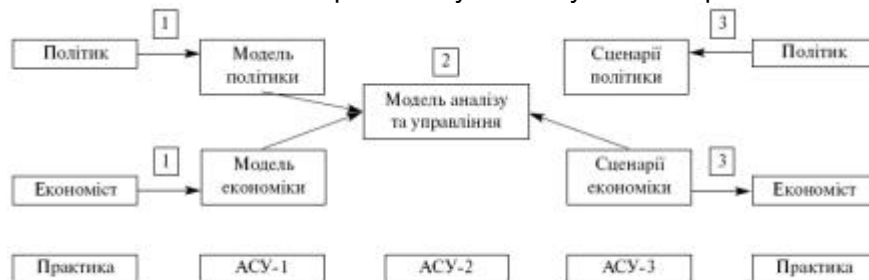 1
3
Політик
Модель
політики
2
Сценарії
політики
Політик
Модель аналізу
та управління
1
Модель
економіки
Сценарії
економіки
3
Економіст
Економіст
Практика
АСУ-1
АСУ-2
АСУ-3
Практика